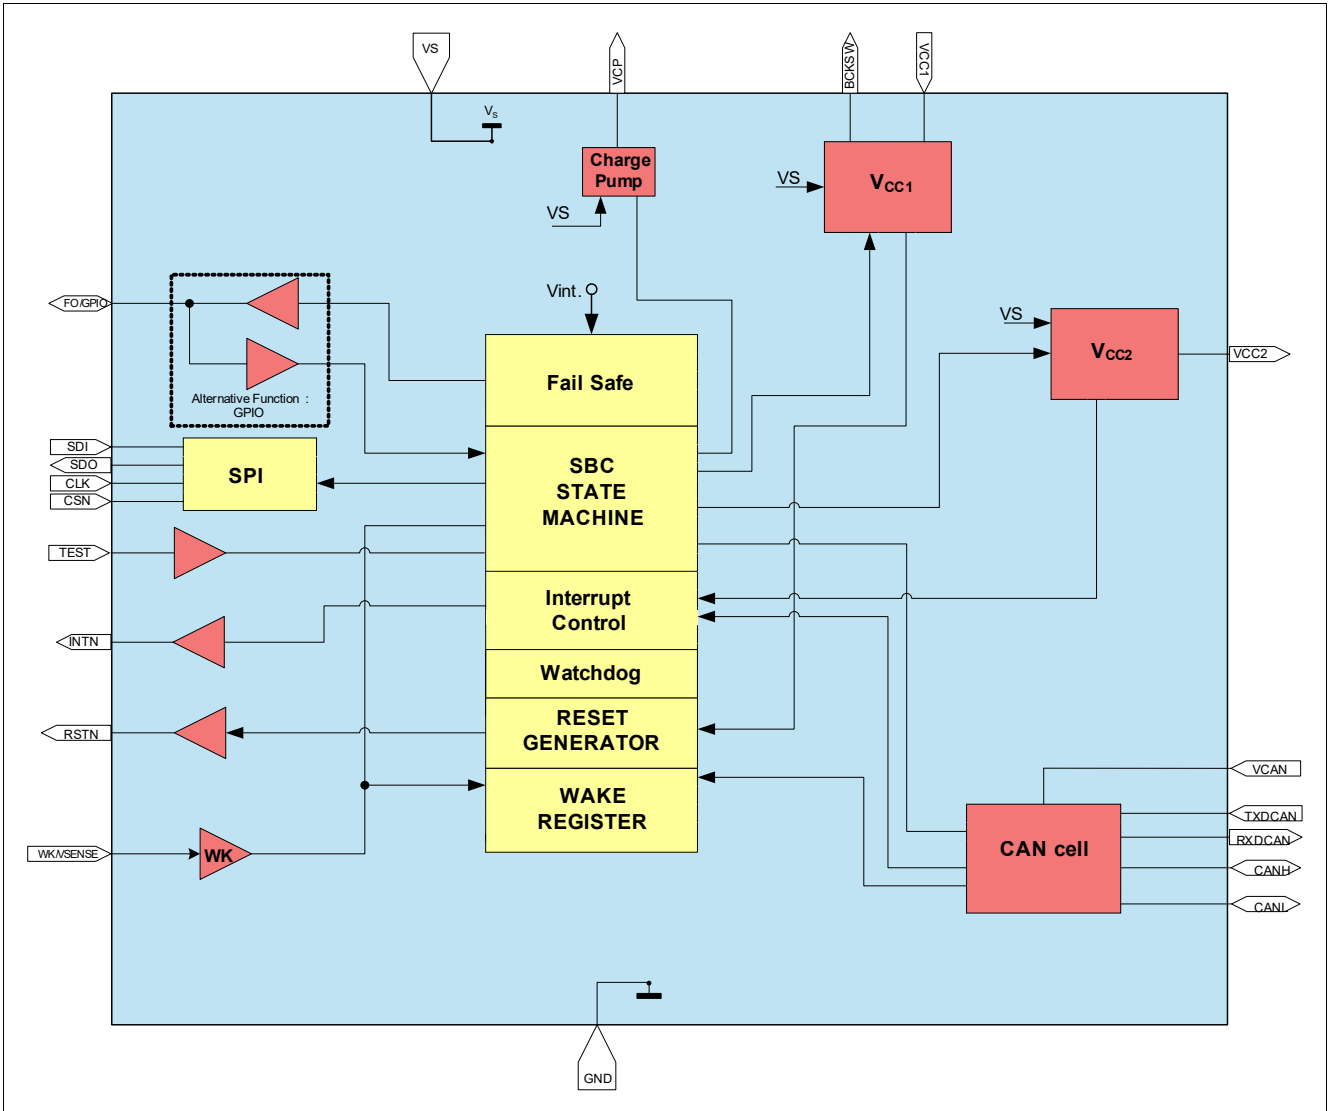 VS
VCP
BCKSW
VCC1
VS
Charge
Pump
VS
VCC1
VS
FO/GPIO
Vint.
VS
VCC2
VCC2
Alternative Function :
GPIO
Fail Safe
SDI
SDO
CLK
CSN
SPI
SBC
STATE
MACHINE
TEST
Interrupt
Control
INTN
Watchdog
RSTN
RESET
GENERATOR
WAKE
REGISTER
WK/VSENSE
WK
VCAN
TXDCAN
RXDCAN
CANH
CANL
CAN cell
GND